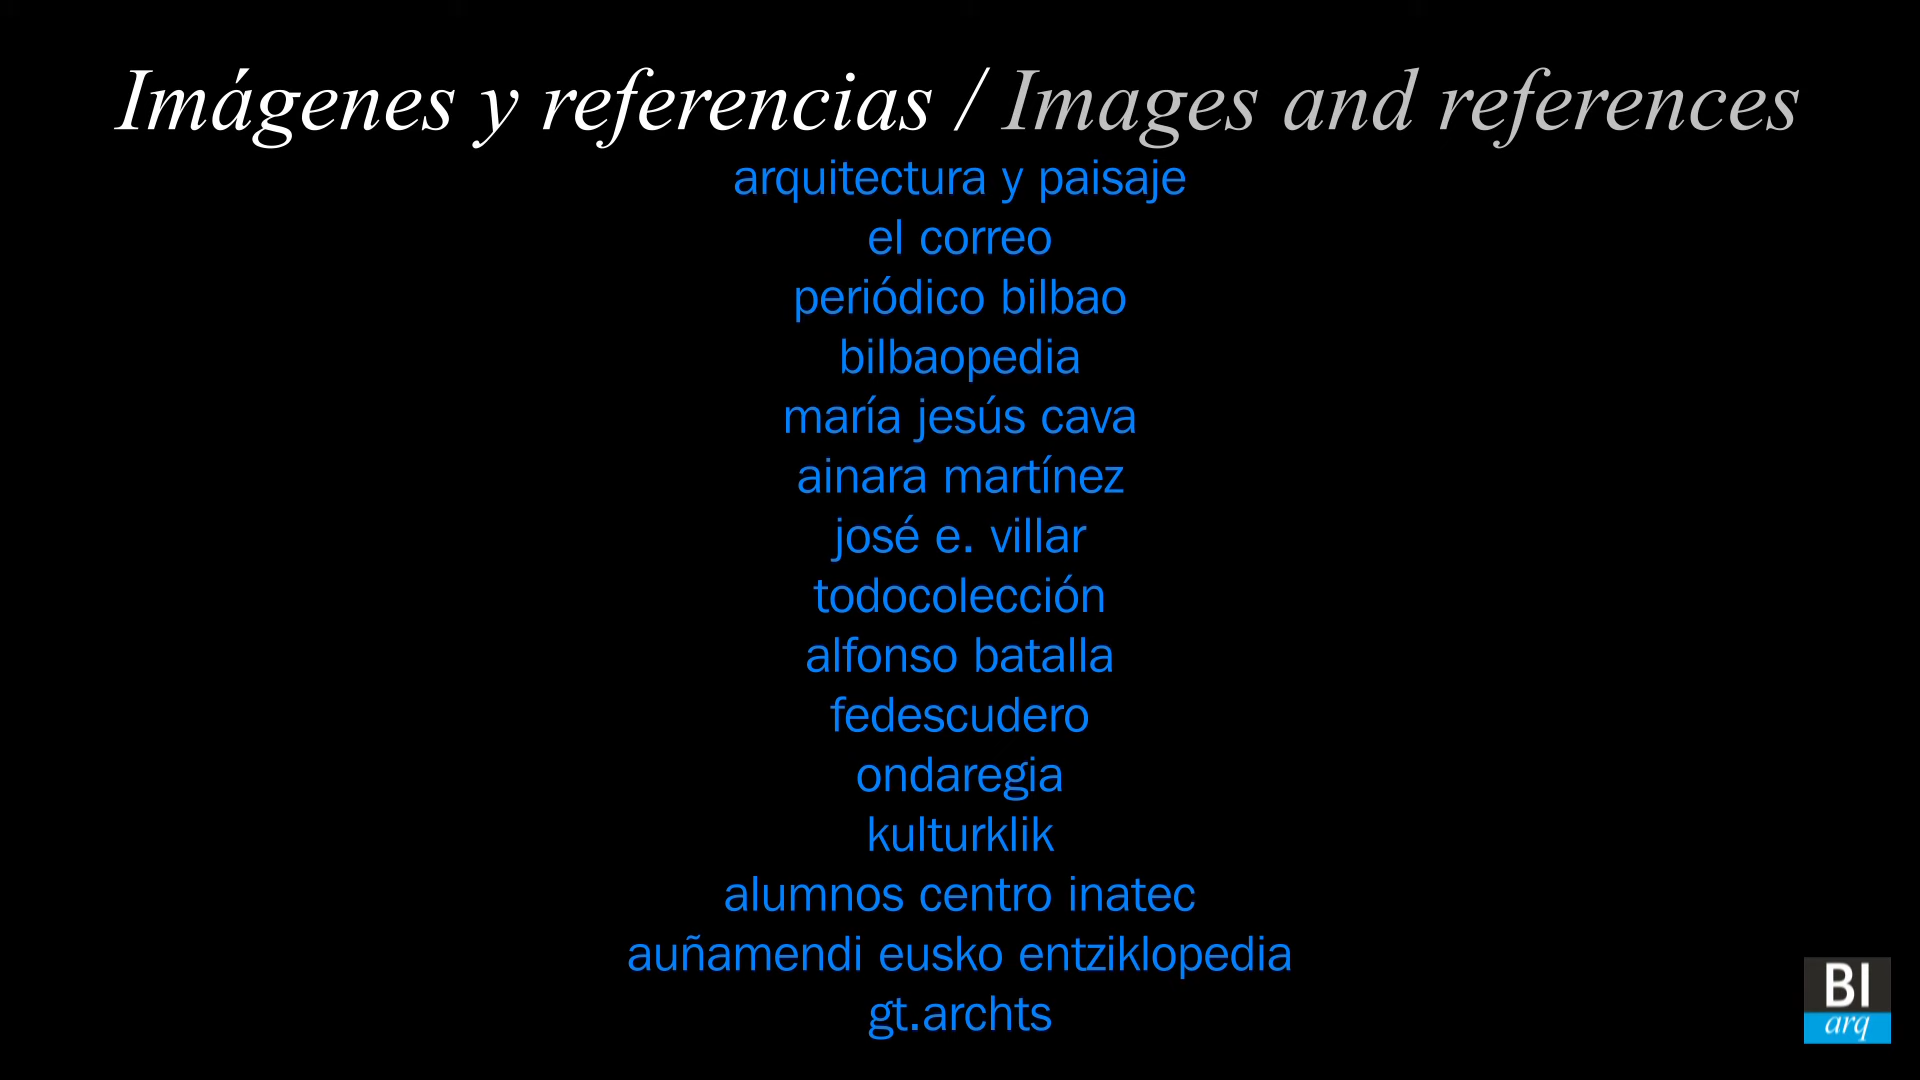 Imágenes y referencias / Images and references
arquitectura y paisaje
el correo
periódico bilbao
bilbaopedia
maría jesús cava
ainara martínez
josé e. villar
todocolección
alfonso batalla
fedescudero
ondaregia
kulturklik
alumnos centro inatec
auñamendi eusko entziklopedia
gt.archts
BI
arq